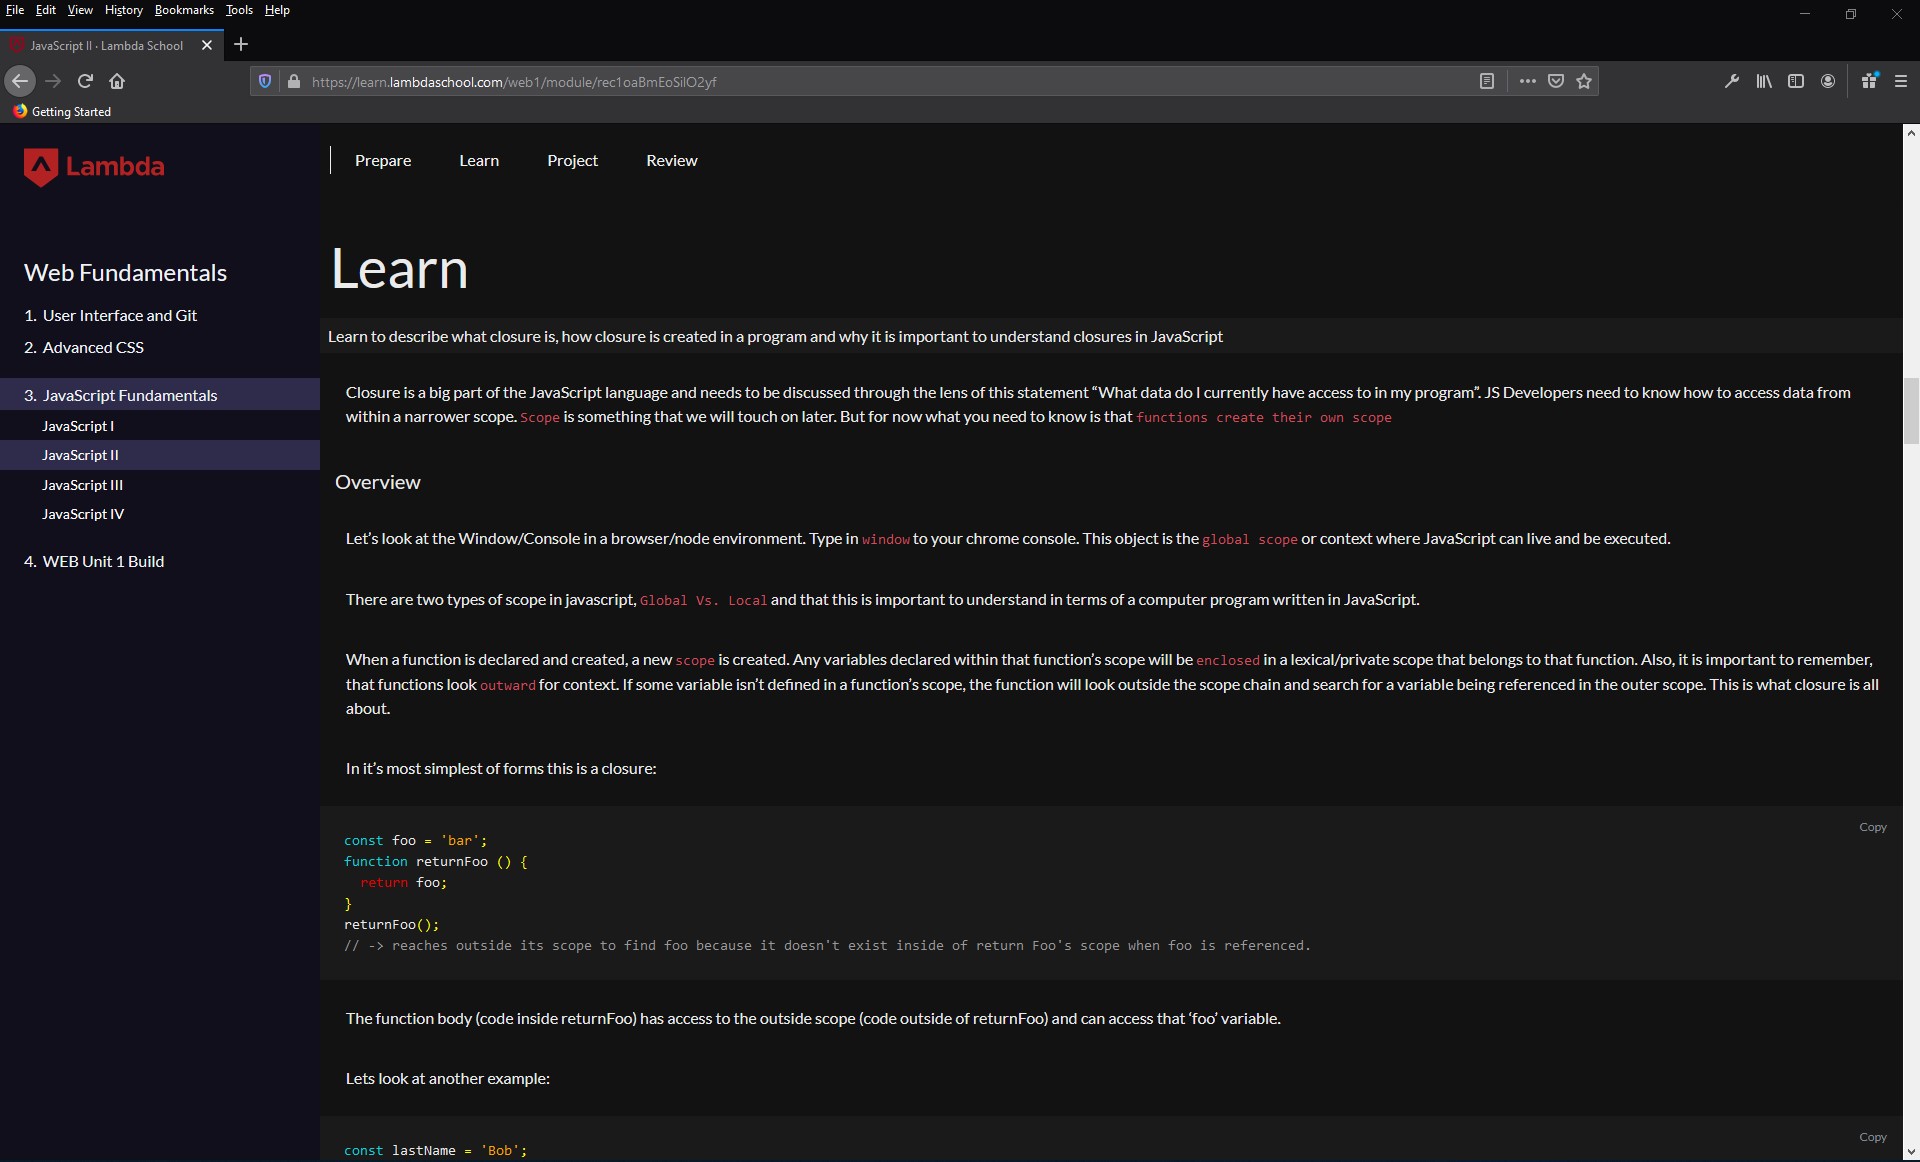 File Edit View History Bookmarks Tools Help
JavaScript II · Lambda School
https://learn.lambdaschool.com/web1/module/rec1oaBmEoSilO2yf
Getting Started
Lambda
Prepare Learn Project Review
Web Fundamentals
1. User Interface and Git
2. Advanced CSS
3. JavaScript Fundamentals
JavaScript I
JavaScript II
JavaScript III
JavaScript IV
4. WEB Unit 1 Build
Learn
Learn to describe what closure is, how closure is created in a program and why it is important to understand closures in JavaScript
Closure is a big part of the JavaScript language and needs to be discussed through the lens of this statement “What data do I currently have access to in my program”. JS Developers need to know how to access data from
within a narrower scope. Scope is something that we will touch on later. But for now what you need to know is that functions create their own scope
Overview
Let’s look at the Window/Console in a browser/node environment. Type in window to your chrome console. This object is the global scope or context where JavaScript can live and be executed.
There are two types of scope in javascript, Global Vs. Local and that this is important to understand in terms of a computer program written in JavaScript.
When a function is declared and created, a new scope is created. Any variables declared within that function’s scope will be enclosed in a lexical/private scope that belongs to that function. Also, it is important to remember,
that functions look outward for context. If some variable isn’t defined in a function’s scope, the function will look outside the scope chain and search for a variable being referenced in the outer scope. This is what closure is all
about.
In it’s most simplest of forms this is a closure:
Copy
const foo = 'bar';
function returnFoo () {
return foo;
}
returnFoo();
// -> reaches outside its scope to find foo because it doesn't exist inside of return Foo's scope when foo is referenced.
The function body (code inside returnFoo) has access to the outside scope (code outside of returnFoo) and can access that ‘foo’ variable.
Lets look at another example:
Copy
const lastName = 'Bob';